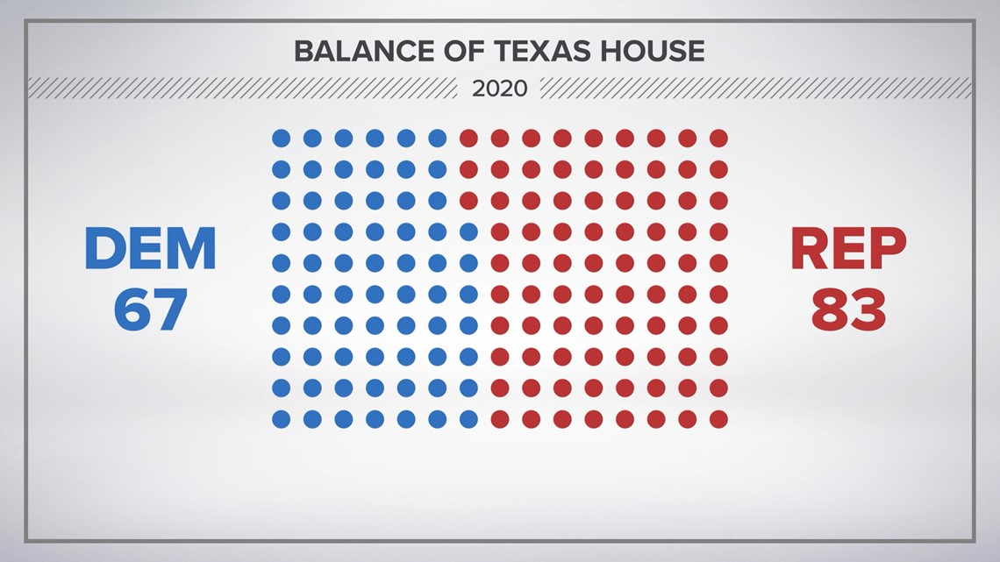 BALANCE OF TEXAS HOUSE
2020
DEM
67
REP
83